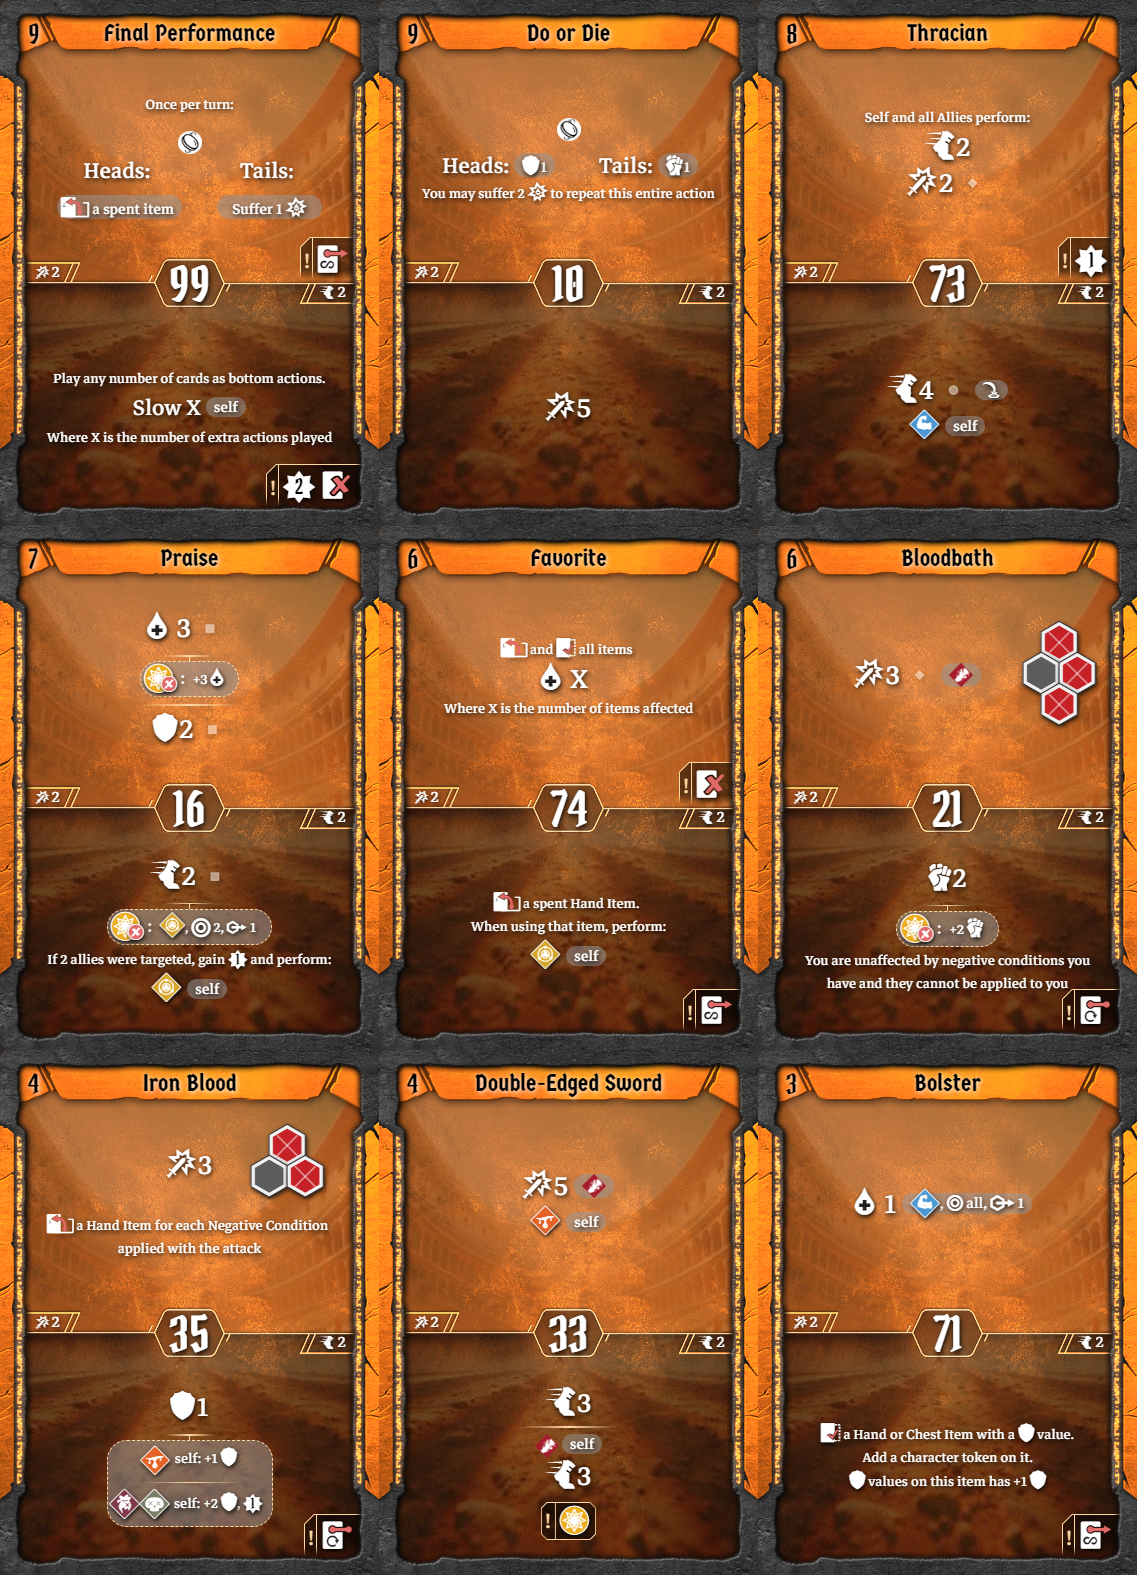 9 Final Performance
Once per turn:
Heads: Tails:
a spent item Suffer 1
!
2 99 2
Play any number of cards as bottom actions.
Slow X self
Where X is the number of extra actions played
! 2
9 Do or Die
Heads: 1 Tails: 1
You may suffer 2 to repeat this entire action
2 10 2
5
8 Thracian
Self and all Allies perform:
2
2
! 1
2 73 2
4
self
7 Praise
3
: +3
2
2 16 2
2
: , 2, 1
If 2 allies were targeted, gain 1 and perform:
self
6 Favorite
and all items
X
Where X is the number of items affected
!
2 74 2
a spent Hand Item.
When using that item, perform:
self
!
6 Bloodbath
3
2 21 2
2
: +2
You are unaffected by negative conditions you
have and they cannot be applied to you
!
4 Iron Blood
3
a Hand Item for each Negative Condition
applied with the attack
2 35 2
1
self: +1
self: +2 , 1
!
4 Double-Edged Sword
5
self
2 33 2
3
self
3
!
3 Bolster
1 , all, 1
2 71 2
a Hand or Chest Item with a value.
Add a character token on it.
values on this item has +1
!